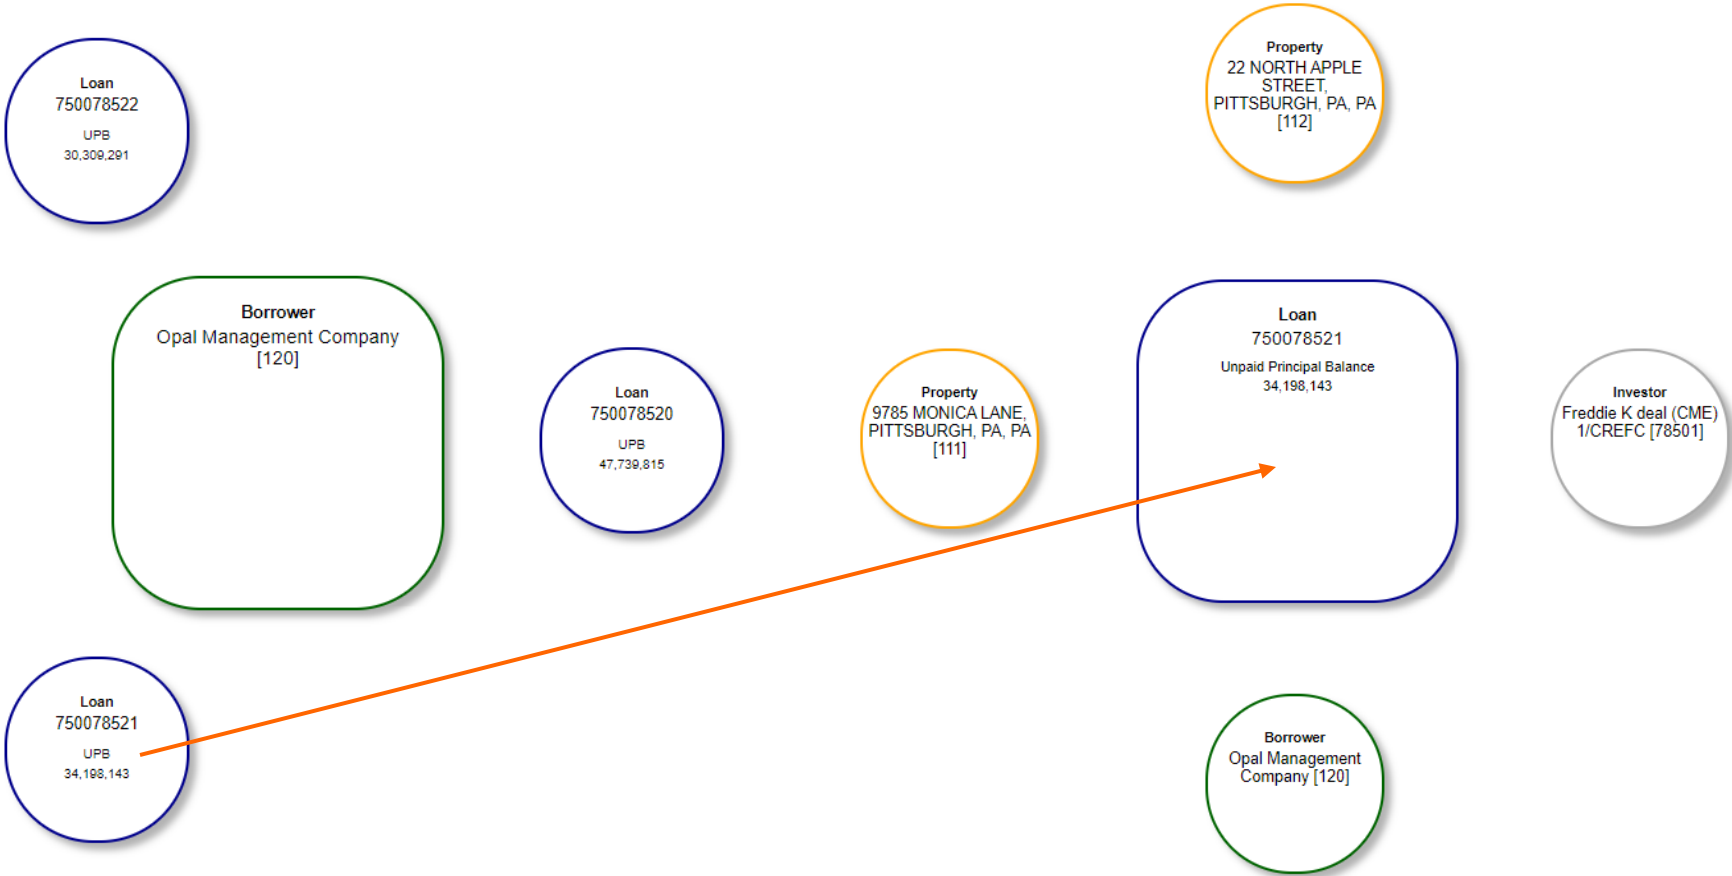 Loan
750078522
UPB
30,309,291
Borrower
Opal Management Company
[120]
Loan
750078521
UPB
34,198,143
Loan
750078520
UPB
47,739,815
Property
9785 MONICA LANE,
PITTSBURGH, PA, PA
[111]
Property
22 NORTH APPLE
STREET,
PITTSBURGH, PA, PA
[112]
Loan
750078521
Unpaid Principal Balance
34,198,143
Borrower
Opal Management
Company [120]
Investor
Freddie K deal (CME)
1/CREFC [78501]